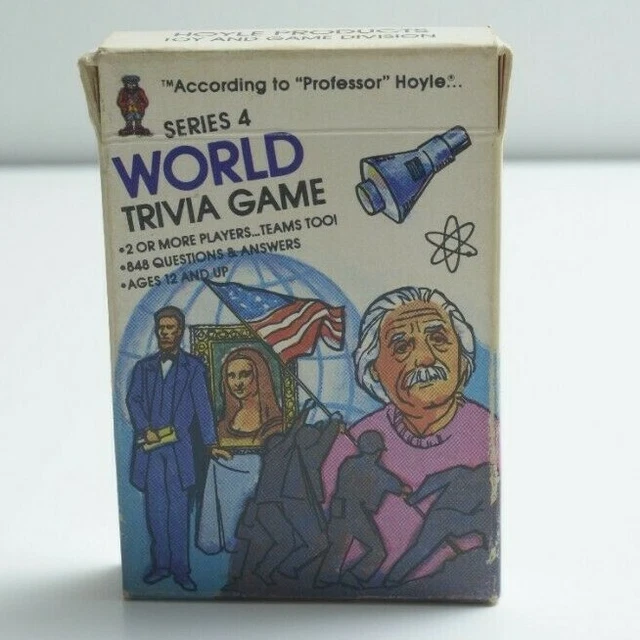 HOYLE PRODUCTS
TOY AND GAME DIVISION
™According to "Professor" Hoyle®...
SERIES 4
WORLD
TRIVIA GAME
•2 OR MORE PLAYERS...TEAMS TOO!
•848 QUESTIONS & ANSWERS
•AGES 12 AND UP